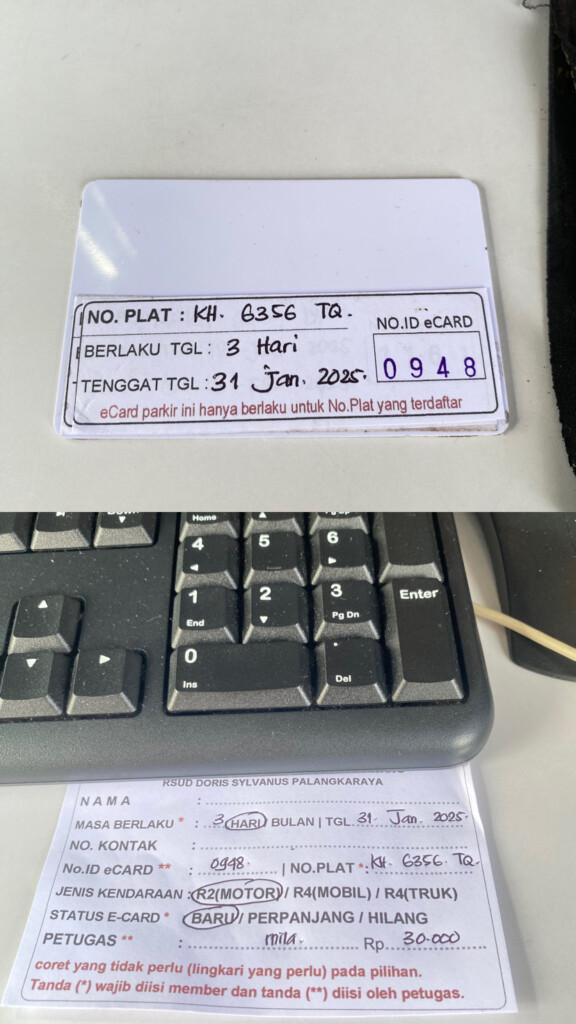 NO. PLAT : KH. 6356 TQ.
NO.ID eCARD
BERLAKU TGL : 3 Hari
0948
TENGGAT TGL : 31 Jan. 2025.
eCard parkir ini hanya berlaku untuk No.Plat yang terdaftar
Home
4
5
6
1 End
2
3 Pg Dn
Enter
0 Ins
. Del
RSUD DORIS SYLVANUS PALANGKARAYA
NAMA :
MASA BERLAKU * : 3 HARI/ BULAN | TGL. 31 Jan. 2025.
NO. KONTAK :
No.ID eCARD ** : 0948. | NO.PLAT * : KH. 6356 TQ.
JENIS KENDARAAN : R2(MOTOR) / R4(MOBIL) / R4(TRUK)
STATUS E-CARD * BARU / PERPANJANG / HILANG
PETUGAS ** : mila. Rp. 30.000
coret yang tidak perlu (lingkari yang perlu) pada pilihan.
Tanda (*) wajib diisi member dan tanda (**) diisi oleh petugas.